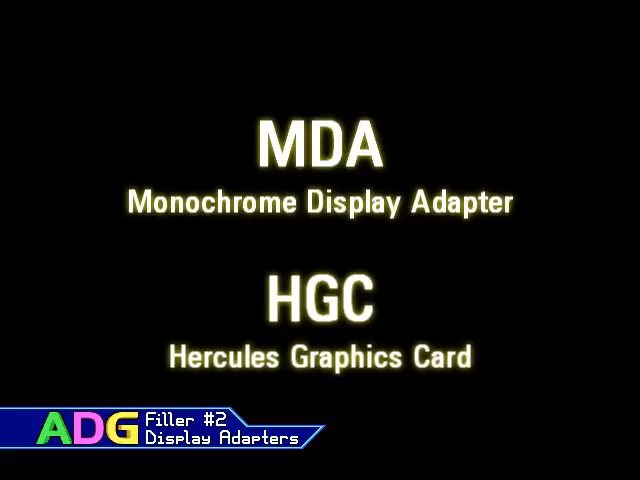 MDA
Monochrome Display Adapter
HGC
Hercules Graphics Card
ADG
Filler #2
Display Adapters